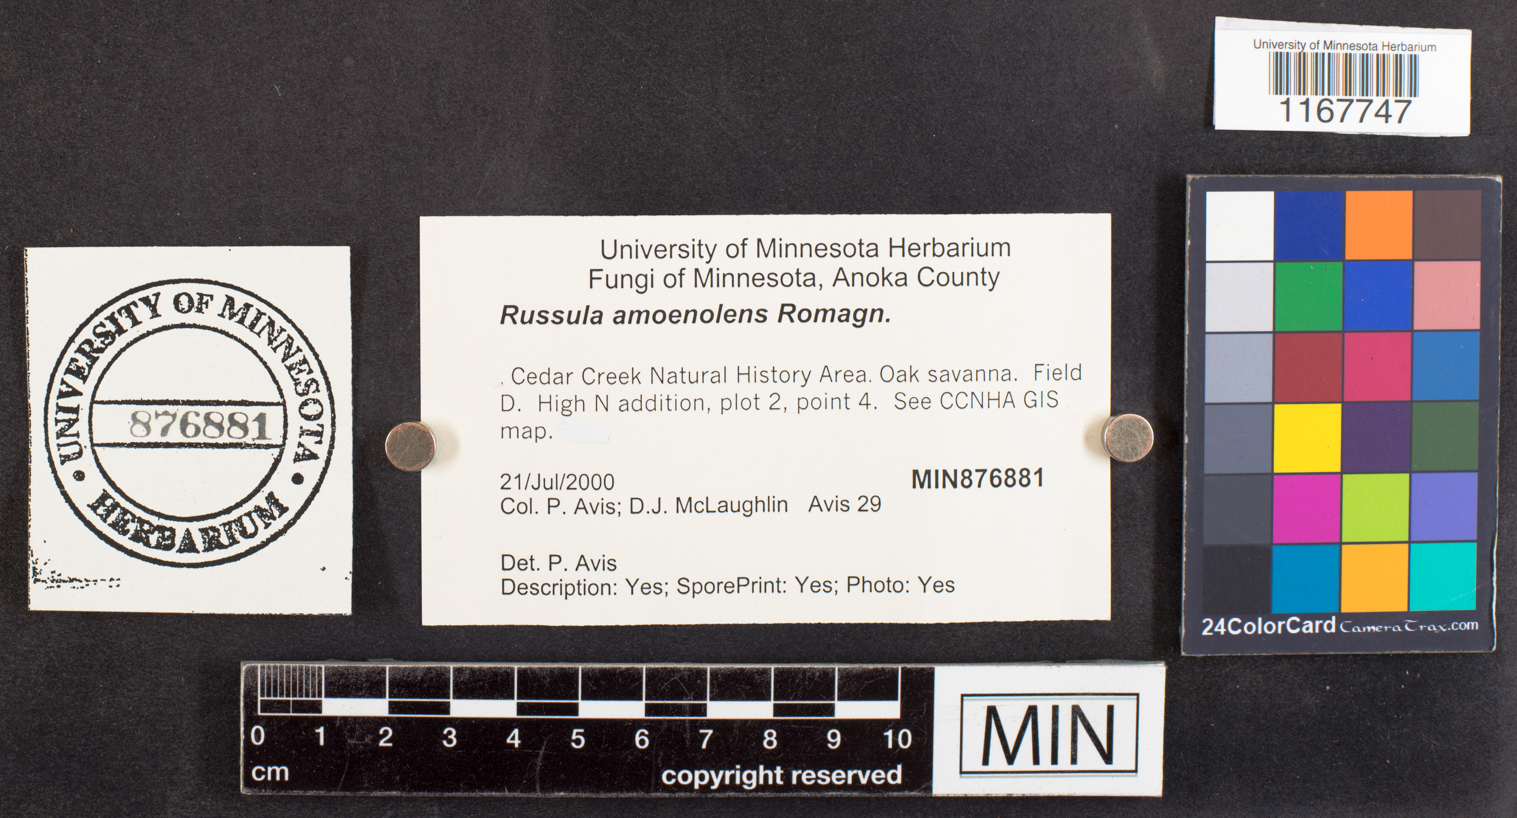 University of Minnesota Herbarium
1167747
University of Minnesota Herbarium
Fungi of Minnesota, Anoka County
Russula amoenolens Romagn.
. Cedar Creek Natural History Area. Oak savanna. Field
D. High N addition, plot 2, point 4. See CCNHA GIS
map.
21/Jul/2000
MIN876881
Col. P. Avis; D.J. McLaughlin Avis 29
Det. P. Avis
Description: Yes; SporePrint: Yes; Photo: Yes
UNIVERSITY OF MINNESOTA
876881
HERBARIUM
24ColorCard CameraTrax.com
0 1 2 3 4 5 6 7 8 9 10
cm
copyright reserved
MIN